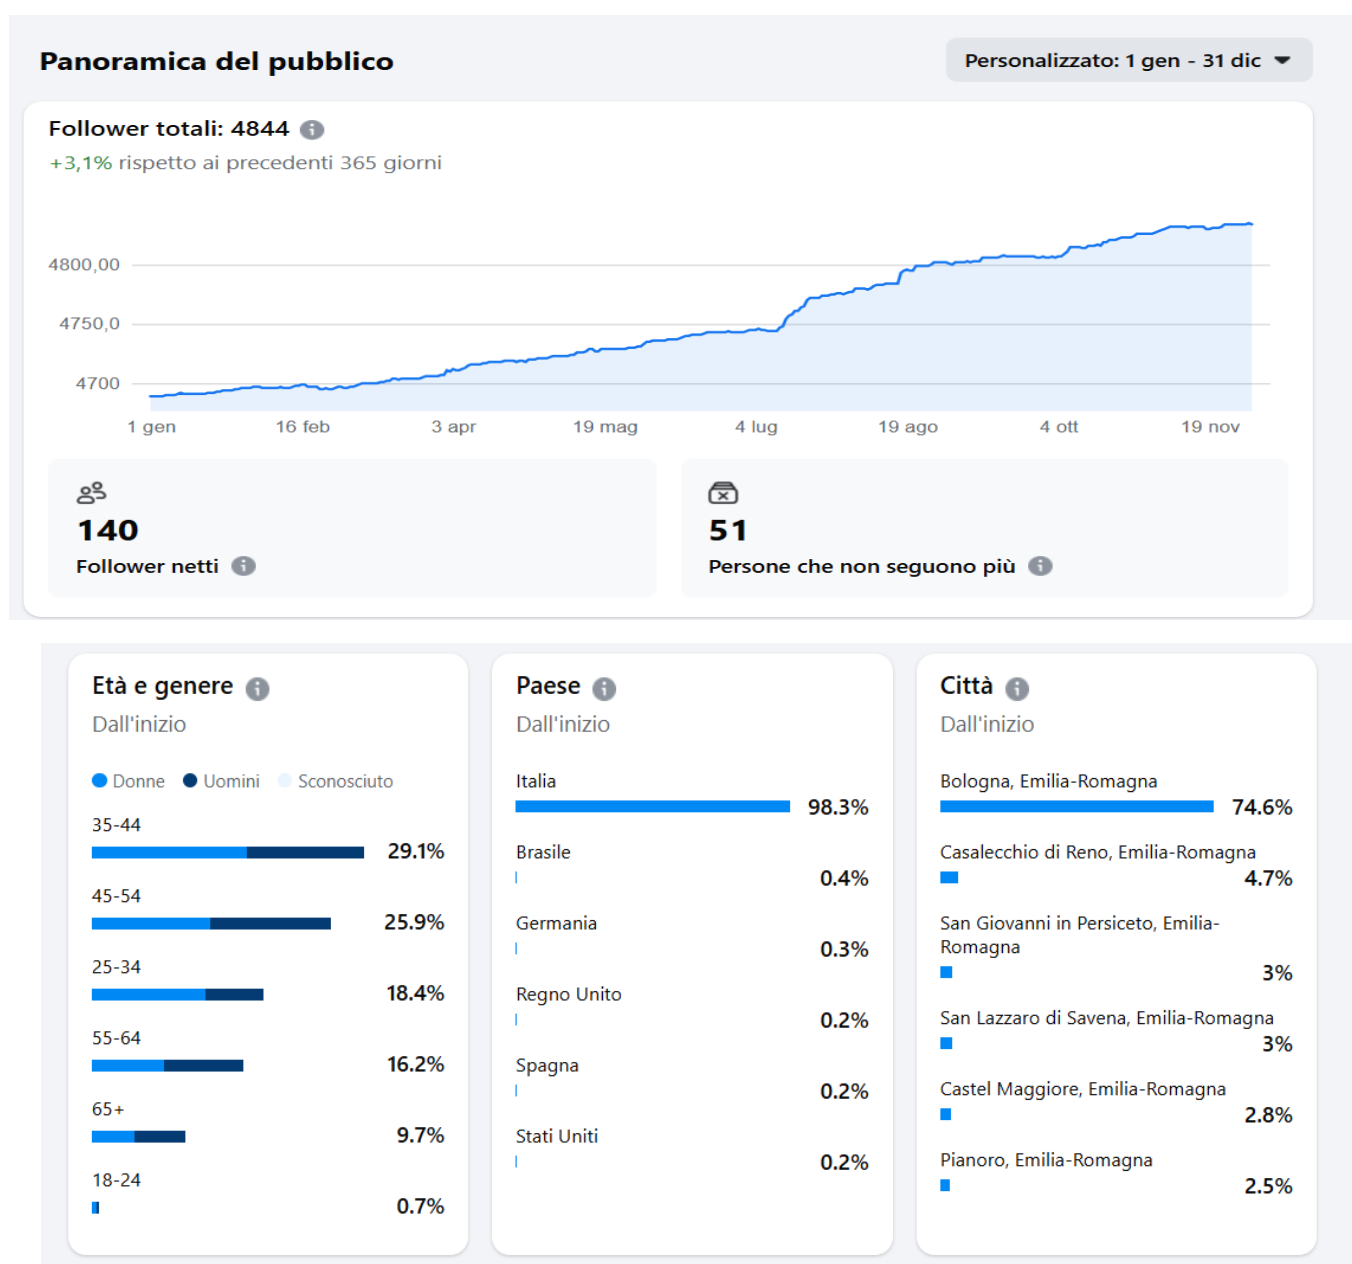 Panoramica del pubblico
Personalizzato: 1 gen - 31 dic
Follower totali: 4844
+3,1% rispetto ai precedenti 365 giorni
4800,00
4750,0
4700
1 gen
16 feb
3 apr
19 mag
4 lug
19 ago
4 ott
19 nov
140
Follower netti
51
Persone che non seguono più
Età e genere
Dall'inizio
Donne
Uomini
Sconosciuto
35-44
29.1%
45-54
25.9%
25-34
18.4%
55-64
16.2%
65+
9.7%
18-24
0.7%
Paese
Dall'inizio
Italia
98.3%
Brasile
0.4%
Germania
0.3%
Regno Unito
0.2%
Spagna
0.2%
Stati Uniti
0.2%
Città
Dall'inizio
Bologna, Emilia-Romagna
74.6%
Casalecchio di Reno, Emilia-Romagna
4.7%
San Giovanni in Persiceto, Emilia-
Romagna
3%
San Lazzaro di Savena, Emilia-Romagna
3%
Castel Maggiore, Emilia-Romagna
2.8%
Pianoro, Emilia-Romagna
2.5%